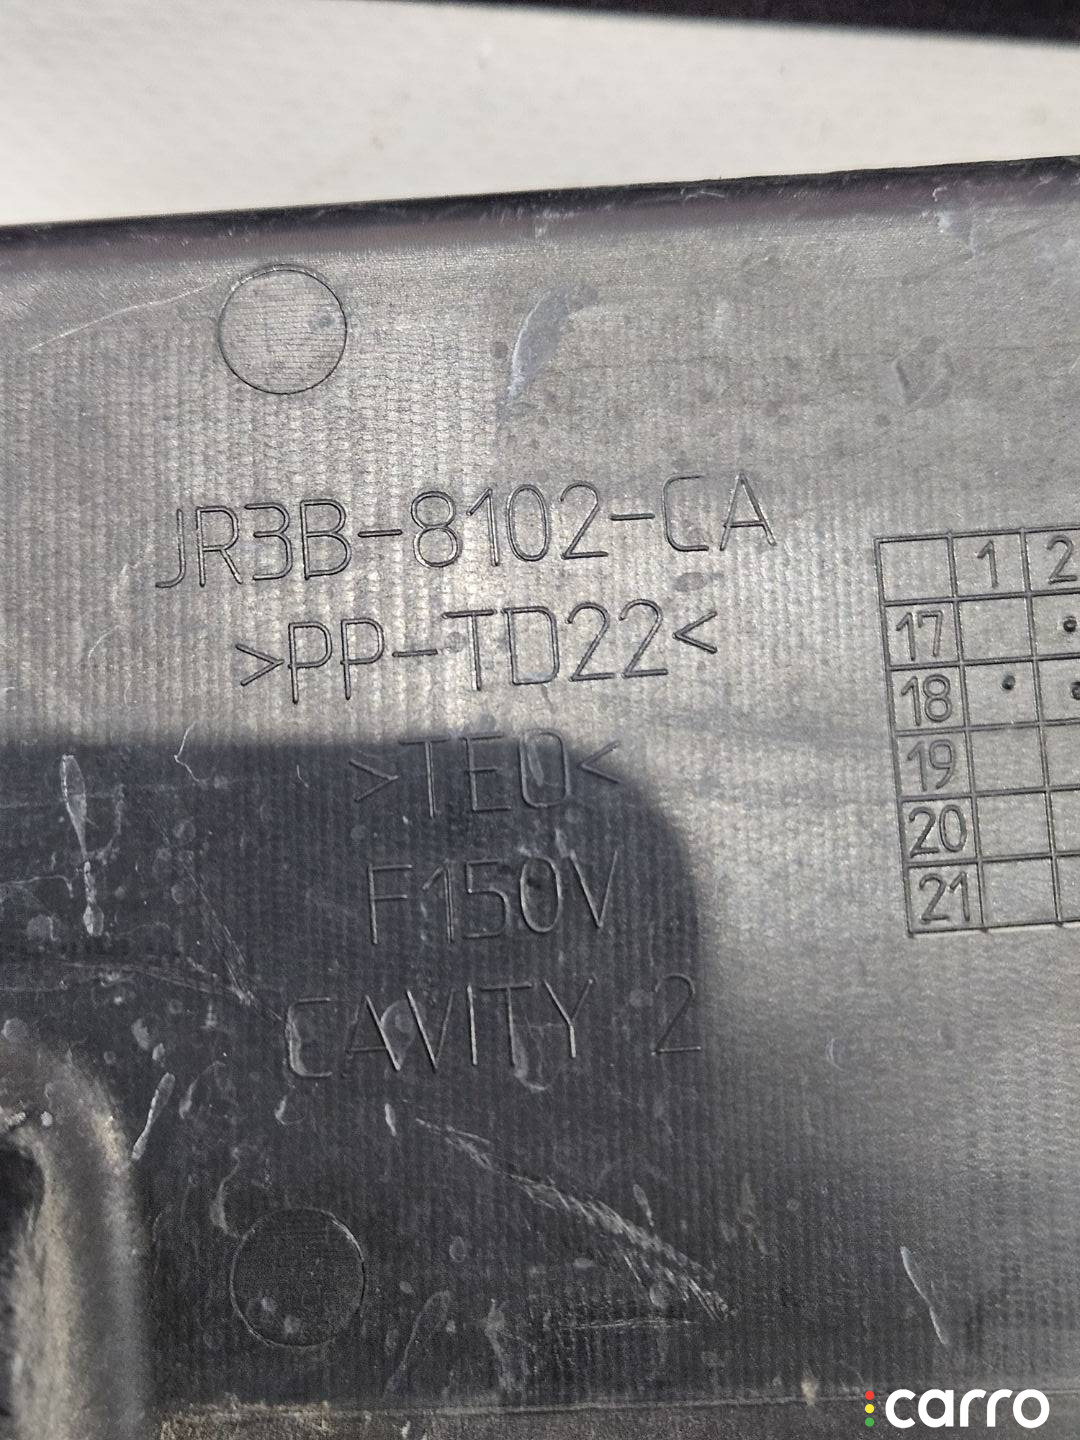 JR3B-8102-CA
>PP-TD22<
>TEO<
F150V
CAVITY 2
1 2
17
18
19
20
21
carro